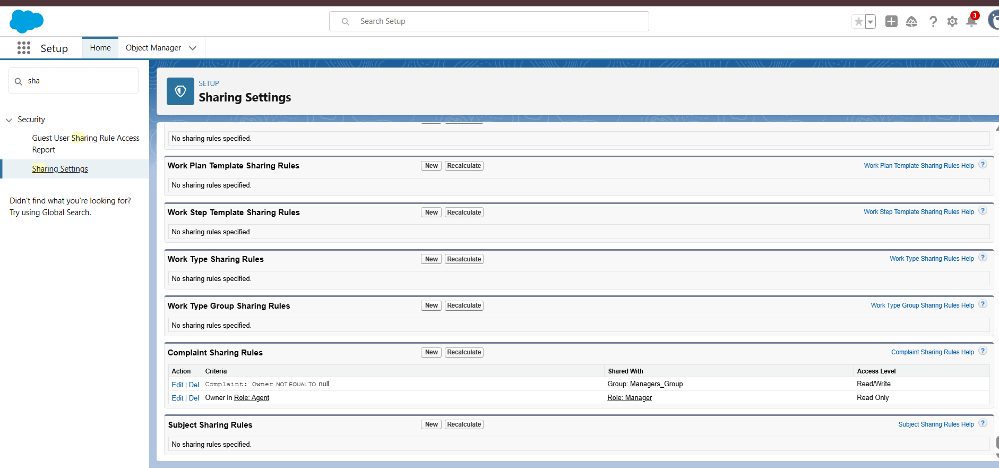 Search Setup
3
Setup
Home
Object Manager
sha
Security
Guest User Sharing Rule Access
Report
Sharing Settings
Didn't find what you're looking for?
Try using Global Search.
SETUP
Sharing Settings
No sharing rules specified.
Work Plan Template Sharing Rules
New
Recalculate
Work Plan Template Sharing Rules Help ?
No sharing rules specified.
Work Step Template Sharing Rules
New
Recalculate
Work Step Template Sharing Rules Help ?
No sharing rules specified.
Work Type Sharing Rules
New
Recalculate
Work Type Sharing Rules Help ?
No sharing rules specified.
Work Type Group Sharing Rules
New
Recalculate
Work Type Group Sharing Rules Help ?
No sharing rules specified.
Complaint Sharing Rules
New
Recalculate
Complaint Sharing Rules Help ?
Action Criteria Shared With Access Level
Edit | Del Complaint: Owner NOT EQUAL TO null Group: Managers_Group Read/Write
Edit | Del Owner in Role: Agent Role: Manager Read Only
Subject Sharing Rules
New
Recalculate
Subject Sharing Rules Help ?
No sharing rules specified.